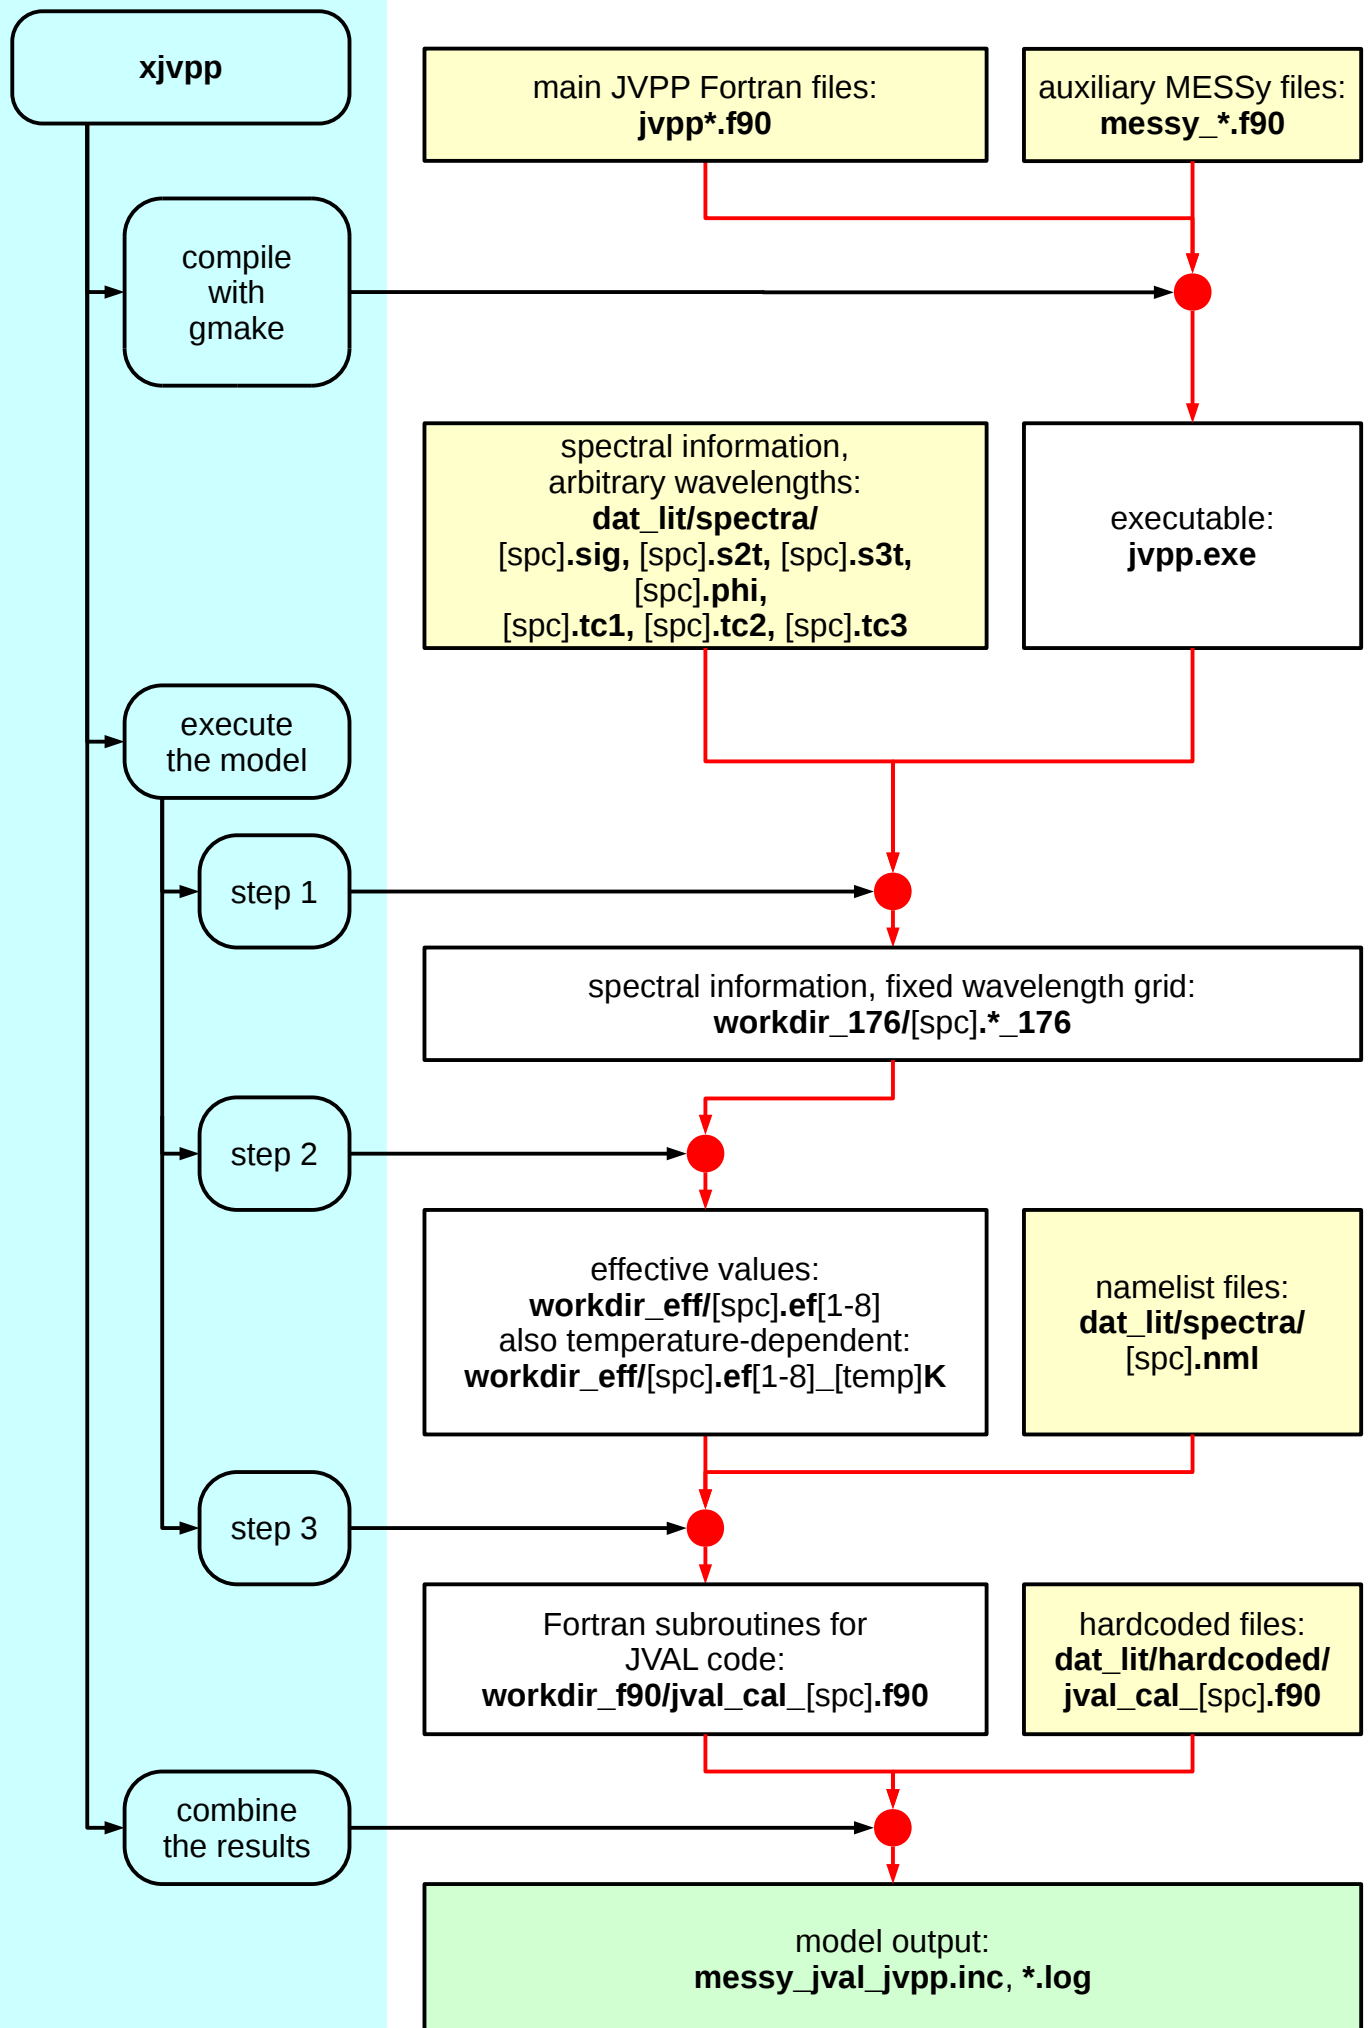 xjvpp
main JVPP Fortran files:
jvpp*.f90
auxiliary MESSy files:
messy_*.f90
compile
with
gmake
spectral information,
arbitrary wavelengths:
dat_lit/spectra/
[spc].sig, [spc].s2t, [spc].s3t,
[spc].phi,
[spc].tc1, [spc].tc2, [spc].tc3
executable:
jvpp.exe
execute
the model
step 1
spectral information, fixed wavelength grid:
workdir_176/[spc].*_176
step 2
effective values:
workdir_eff/[spc].ef[1-8]
also temperature-dependent:
workdir_eff/[spc].ef[1-8]_[temp]K
namelist files:
dat_lit/spectra/
[spc].nml
step 3
Fortran subroutines for
JVAL code:
workdir_f90/jval_cal_[spc].f90
hardcoded files:
dat_lit/hardcoded/
jval_cal_[spc].f90
combine
the results
model output:
messy_jval_jvpp.inc, *.log